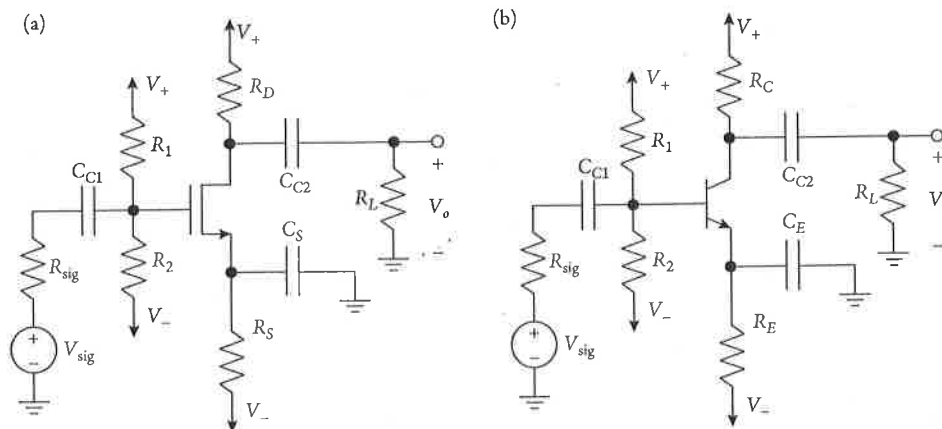 (a)
V+
RD
V+
R1
CC1
CC2
RL
Vo
+
−
CS
R2
Rsig
V−
RS
+
−
Vsig
V−
(b)
V+
RC
V+
R1
CC1
CC2
RL
+
V
−
CE
R2
Rsig
V−
RE
+
−
Vsig
V−